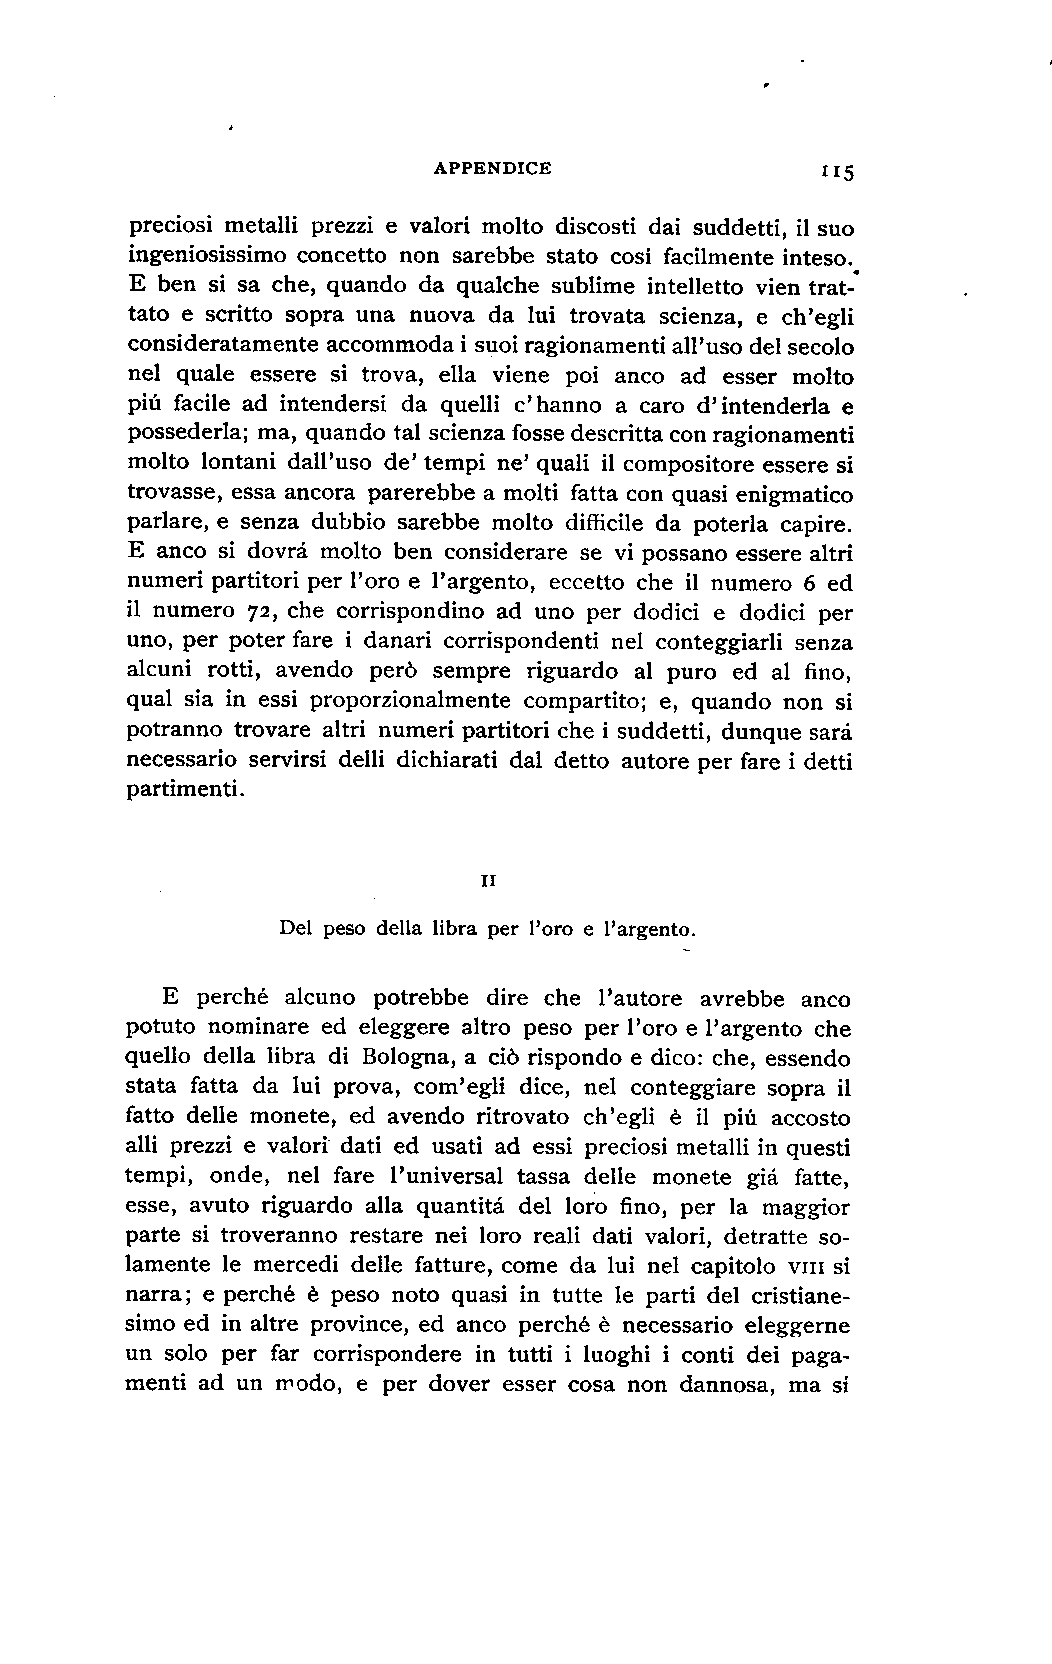 APPENDICE 115
preciosi metalli prezzi e valori molto discosti dai suddetti, il suo
ingeniosissimo concetto non sarebbe stato cosi facilmente inteso.
E ben si sa che, quando da qualche sublime intelletto vien trat-
tato e scritto sopra una nuova da lui trovata scienza, e ch'egli
consideratamente accommoda i suoi ragionamenti all'uso del secolo
nel quale essere si trova, ella viene poi anco ad esser molto
piú facile ad intendersi da quelli c'hanno a caro d'intenderla e
possederla; ma, quando tal scienza fosse descritta con ragionamenti
molto lontani dall'uso de' tempi ne' quali il compositore essere si
trovasse, essa ancora parerebbe a molti fatta con quasi enigmatico
parlare, e senza dubbio sarebbe molto difficile da poterla capire.
E anco si dovrá molto ben considerare se vi possano essere altri
numeri partitori per l'oro e l'argento, eccetto che il numero 6 ed
il numero 72, che corrispondino ad uno per dodici e dodici per
uno, per poter fare i danari corrispondenti nel conteggiarli senza
alcuni rotti, avendo però sempre riguardo al puro ed al fino,
qual sia in essi proporzionalmente compartito; e, quando non si
potranno trovare altri numeri partitori che i suddetti, dunque sará
necessario servirsi delli dichiarati dal detto autore per fare i detti
partimenti.
II
Del peso della libra per l'oro e l'argento.
E perché alcuno potrebbe dire che l'autore avrebbe anco
potuto nominare ed eleggere altro peso per l'oro e l'argento che
quello della libra di Bologna, a ciò rispondo e dico: che, essendo
stata fatta da lui prova, com'egli dice, nel conteggiare sopra il
fatto delle monete, ed avendo ritrovato ch'egli è il piú accosto
alli prezzi e valori dati ed usati ad essi preciosi metalli in questi
tempi, onde, nel fare l'universal tassa delle monete giá fatte,
esse, avuto riguardo alla quantitá del loro fino, per la maggior
parte si troveranno restare nei loro reali dati valori, detratte so-
lamente le mercedi delle fatture, come da lui nel capitolo VIII si
narra; e perché è peso noto quasi in tutte le parti del cristiane-
simo ed in altre province, ed anco perché è necessario eleggerne
un solo per far corrispondere in tutti i luoghi i conti dei paga-
menti ad un modo, e per dover esser cosa non dannosa, ma sí